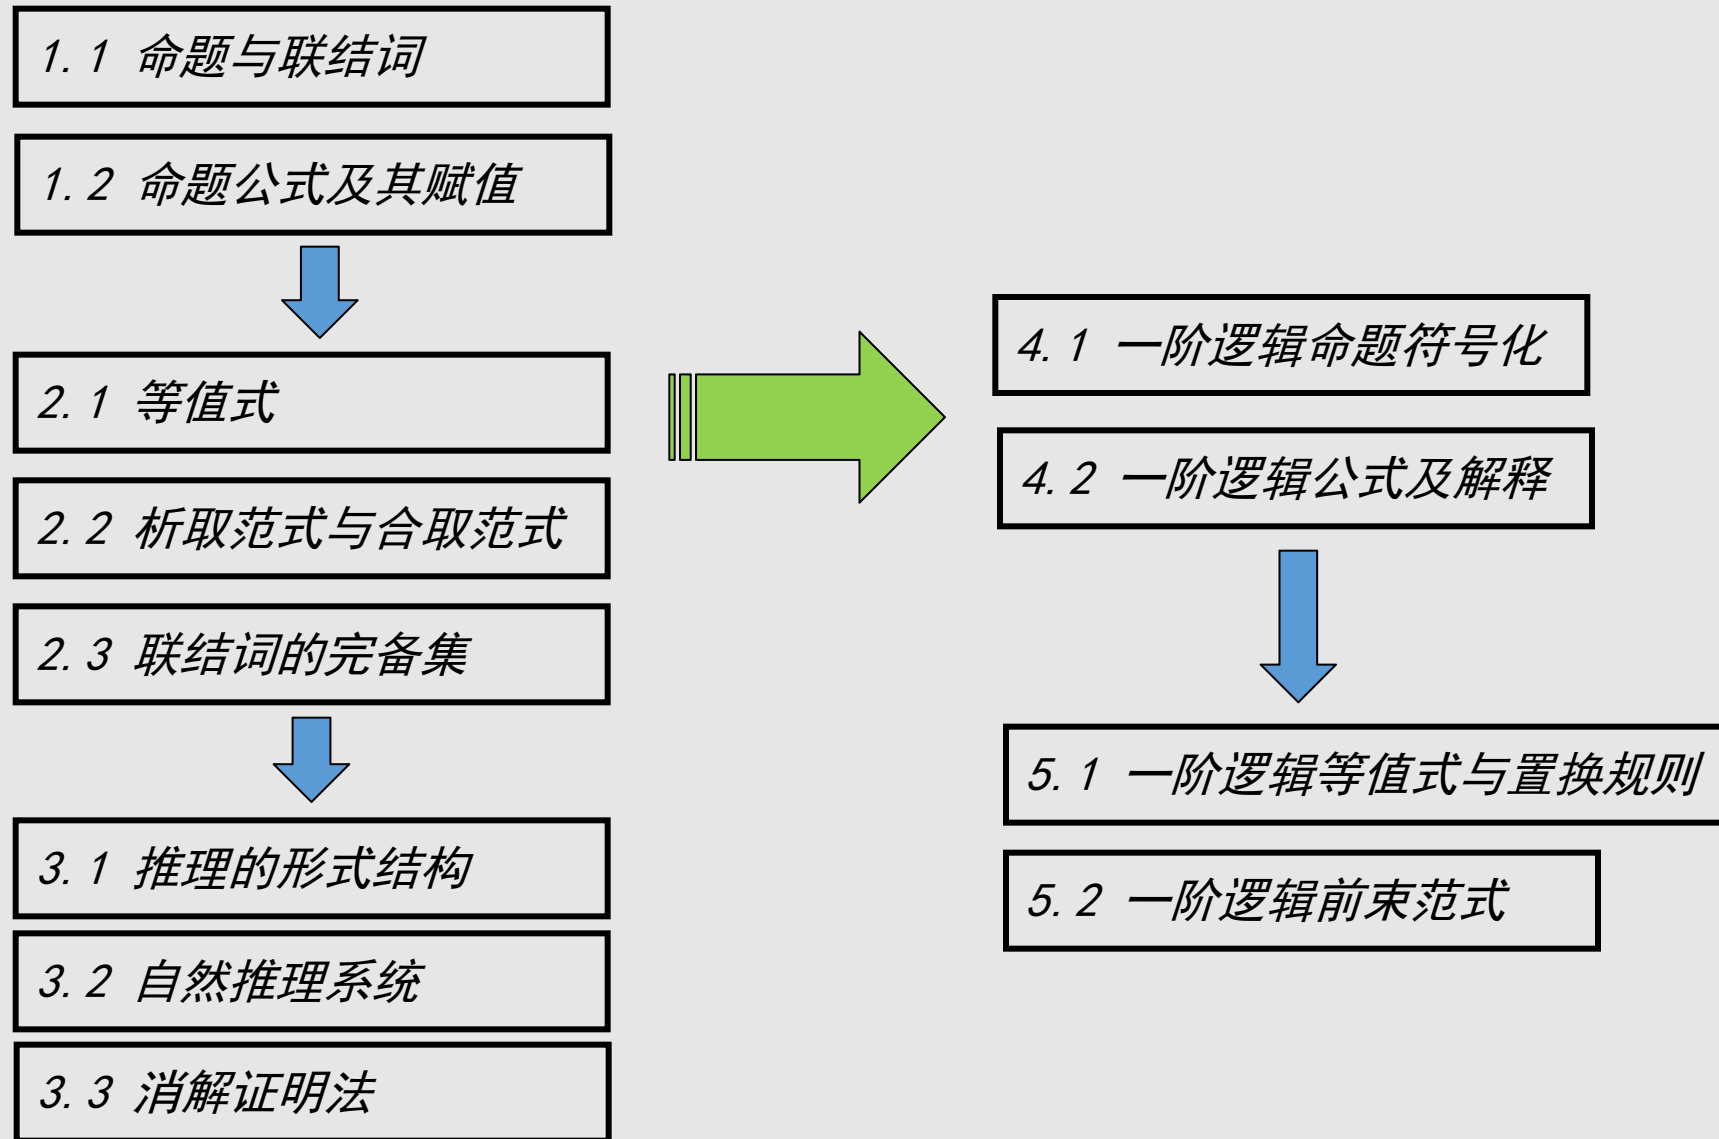 1.1 命题与联结词
1.2 命题公式及其赋值
2.1 等值式
2.2 析取范式与合取范式
2.3 联结词的完备集
3.1 推理的形式结构
3.2 自然推理系统
3.3 消解证明法
4.1 一阶逻辑命题符号化
4.2 一阶逻辑公式及解释
5.1 一阶逻辑等值式与置换规则
5.2 一阶逻辑前束范式